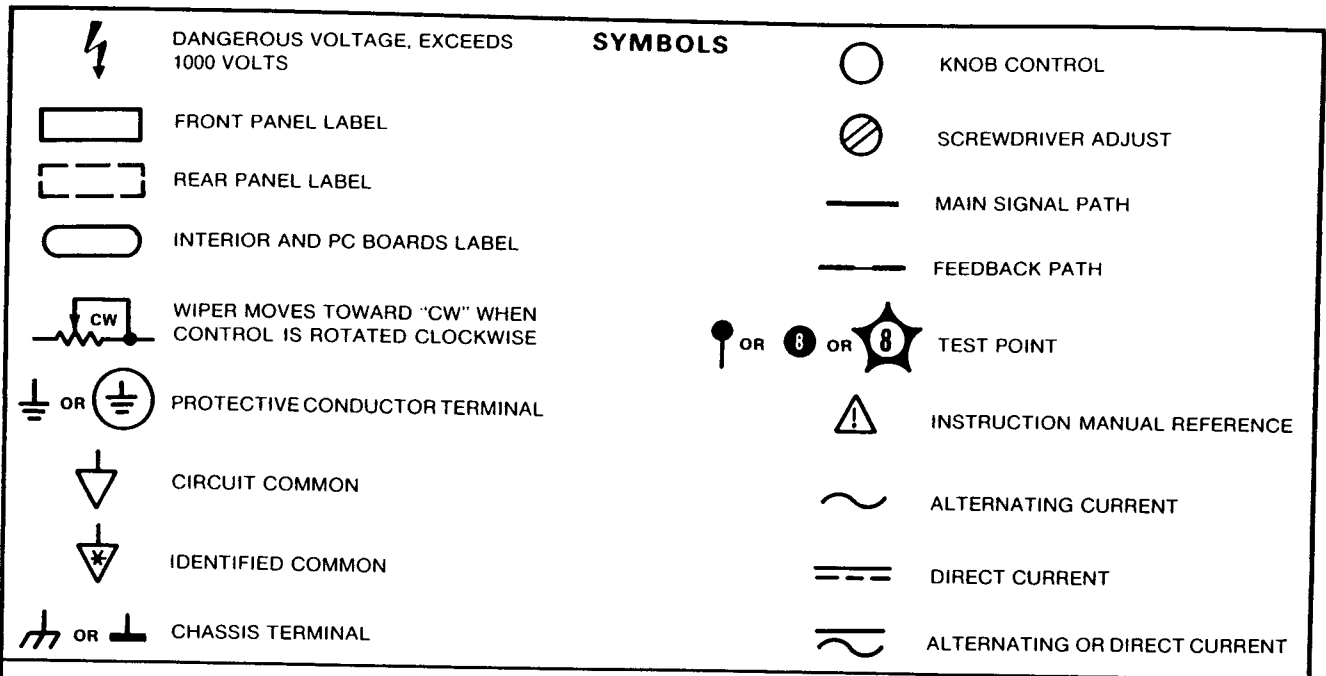 SYMBOLS
DANGEROUS VOLTAGE, EXCEEDS
1000 VOLTS
FRONT PANEL LABEL
REAR PANEL LABEL
INTERIOR AND PC BOARDS LABEL
CW
WIPER MOVES TOWARD "CW" WHEN
CONTROL IS ROTATED CLOCKWISE
OR
PROTECTIVE CONDUCTOR TERMINAL
CIRCUIT COMMON
*
IDENTIFIED COMMON
OR
CHASSIS TERMINAL
KNOB CONTROL
SCREWDRIVER ADJUST
MAIN SIGNAL PATH
FEEDBACK PATH
OR 8 OR 8 TEST POINT
!
INSTRUCTION MANUAL REFERENCE
ALTERNATING CURRENT
DIRECT CURRENT
ALTERNATING OR DIRECT CURRENT